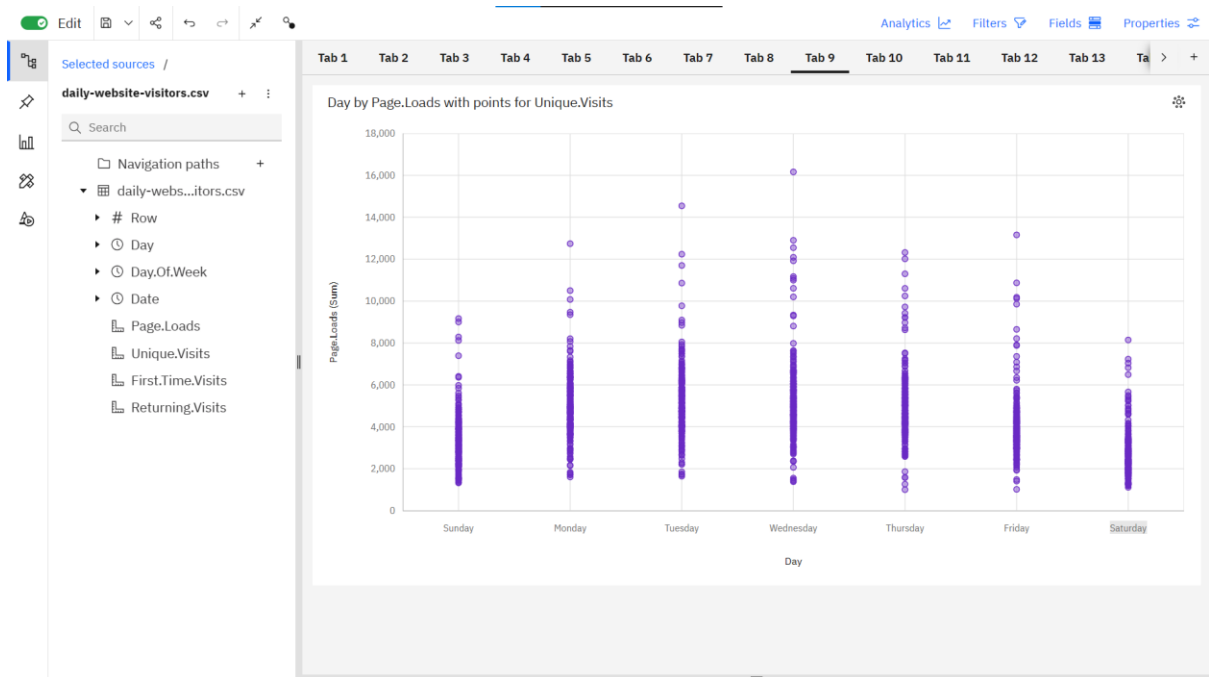 Edit
Analytics
Filters
Fields
Properties
Selected sources /
daily-website-visitors.csv + ⋮
Search
Navigation paths +
daily-webs...itors.csv
# Row
Day
Day.Of.Week
Date
Page.Loads
Unique.Visits
First.Time.Visits
Returning.Visits
Tab 1 Tab 2 Tab 3 Tab 4 Tab 5 Tab 6 Tab 7 Tab 8 Tab 9 Tab 10 Tab 11 Tab 12 Tab 13 Ta > +
Day by Page.Loads with points for Unique.Visits
Page.Loads (Sum)
18,000
16,000
14,000
12,000
10,000
8,000
6,000
4,000
2,000
0
Sunday Monday Tuesday Wednesday Thursday Friday Saturday
Day